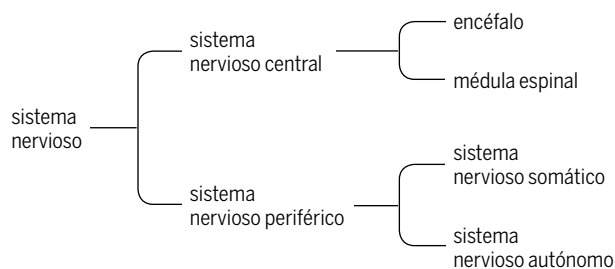 sistema
nervioso
sistema
nervioso central
encéfalo
médula espinal
sistema
nervioso periférico
sistema
nervioso somático
sistema
nervioso autónomo